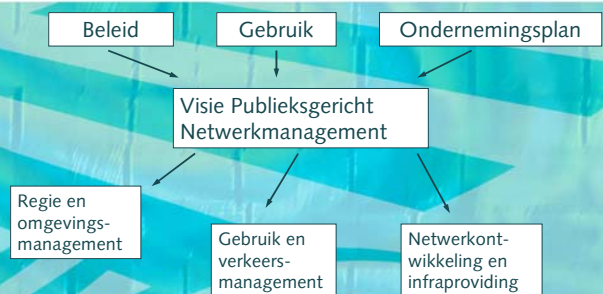 Beleid
Gebruik
Ondernemingsplan
Visie Publieksgericht
Netwerkmanagement
Regie en
omgevings-
management
Gebruik en
verkeers-
management
Netwerkont-
wikkeling en
infraproviding